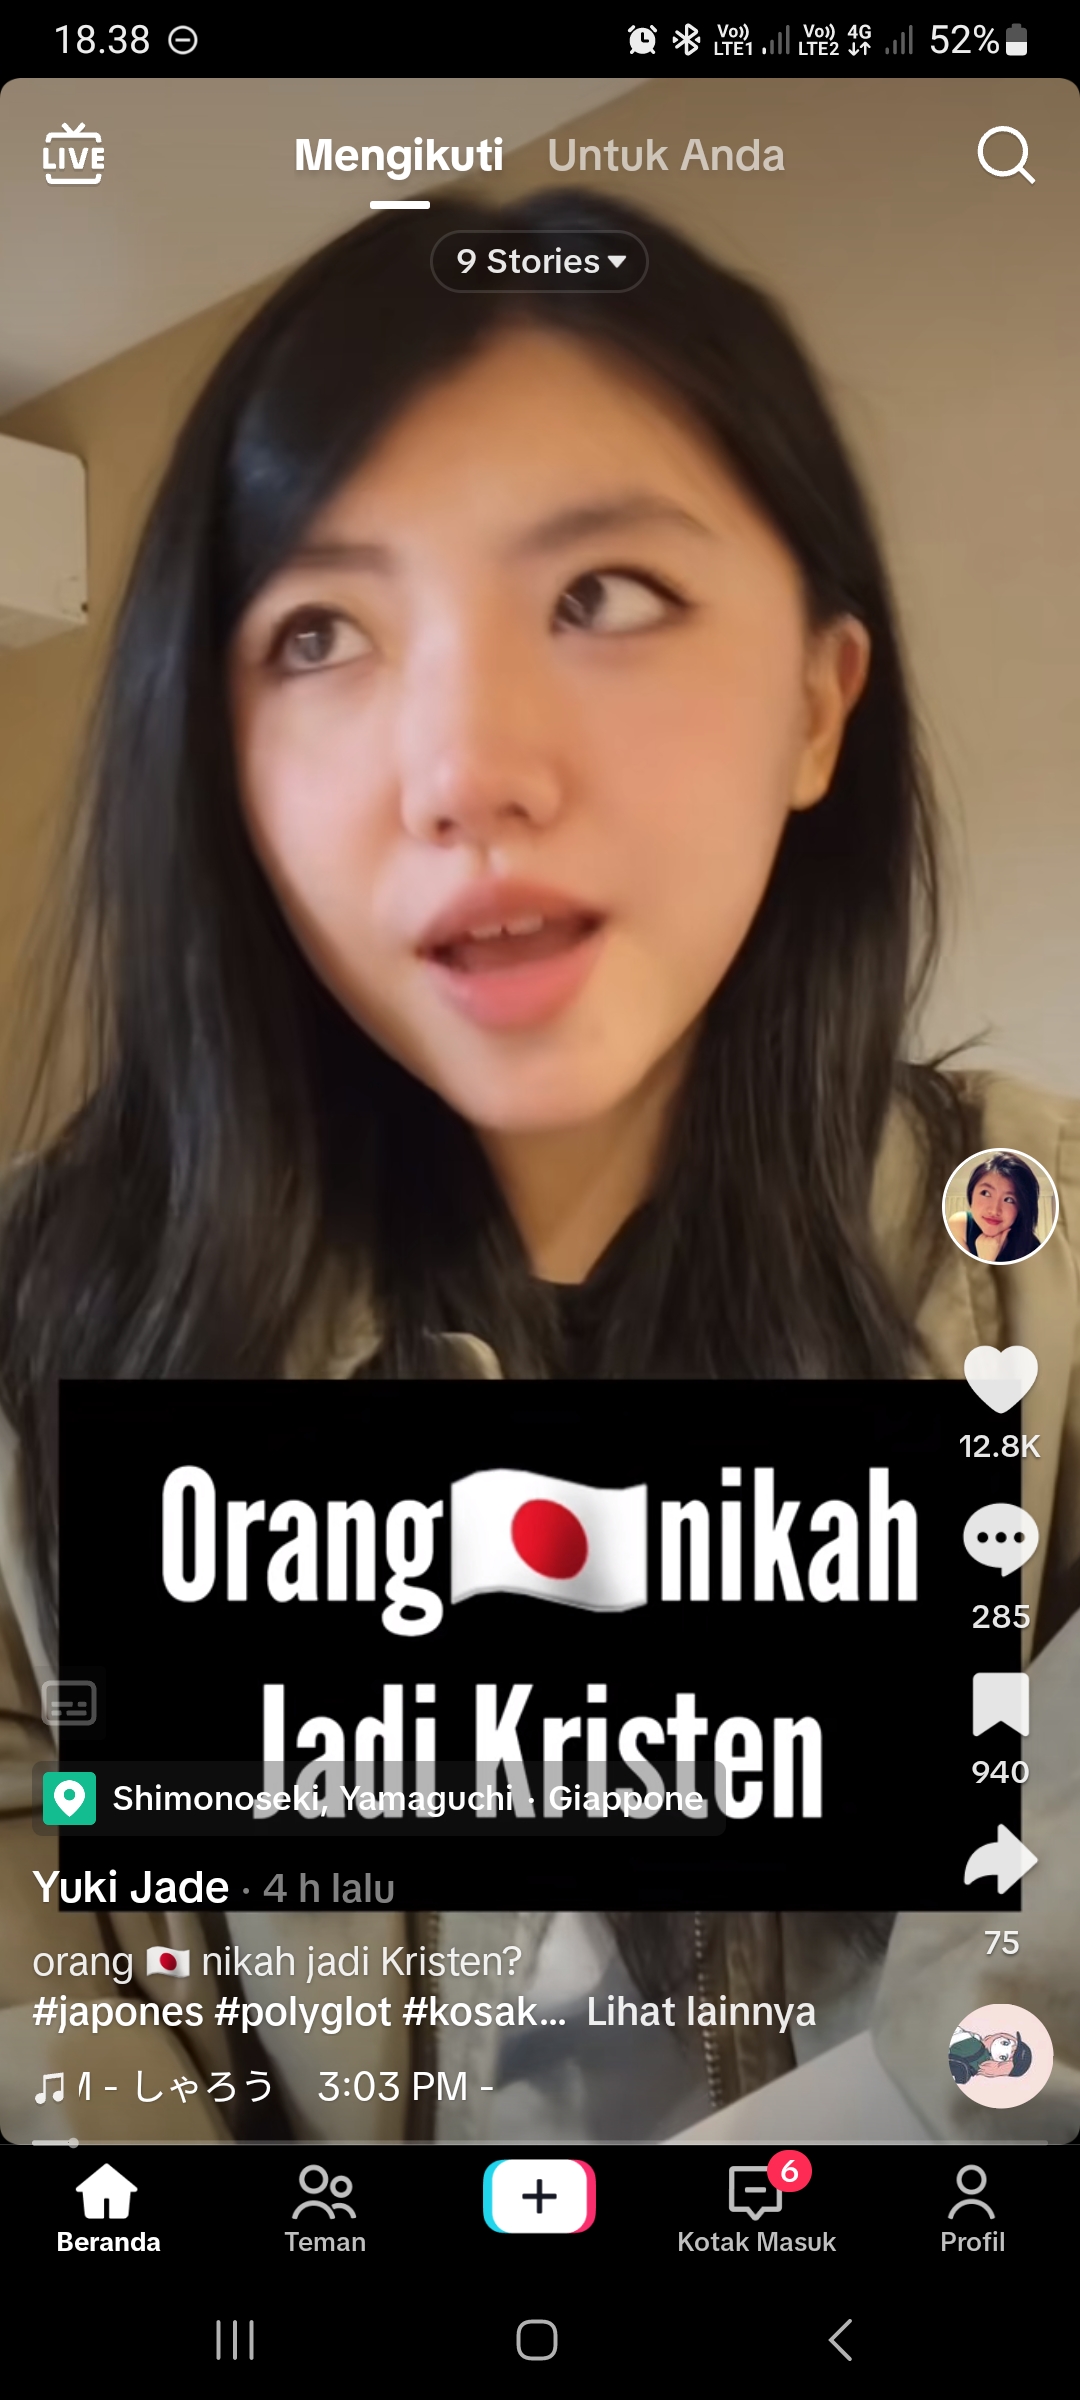 18.38
Vo)) LTE1 Vo)) LTE2 4G 52%
LIVE
Mengikuti Untuk Anda
9 Stories
Orang🇯🇵nikah
Jadi Kristen
12.8K
285
940
75
Shimonoseki, Yamaguchi · Giappone
Yuki Jade · 4 h lalu
orang 🇯🇵 nikah jadi Kristen?
#japones #polyglot #kosak... Lihat lainnya
- しゃろう 3:03 PM -
6
Beranda Teman Kotak Masuk Profil